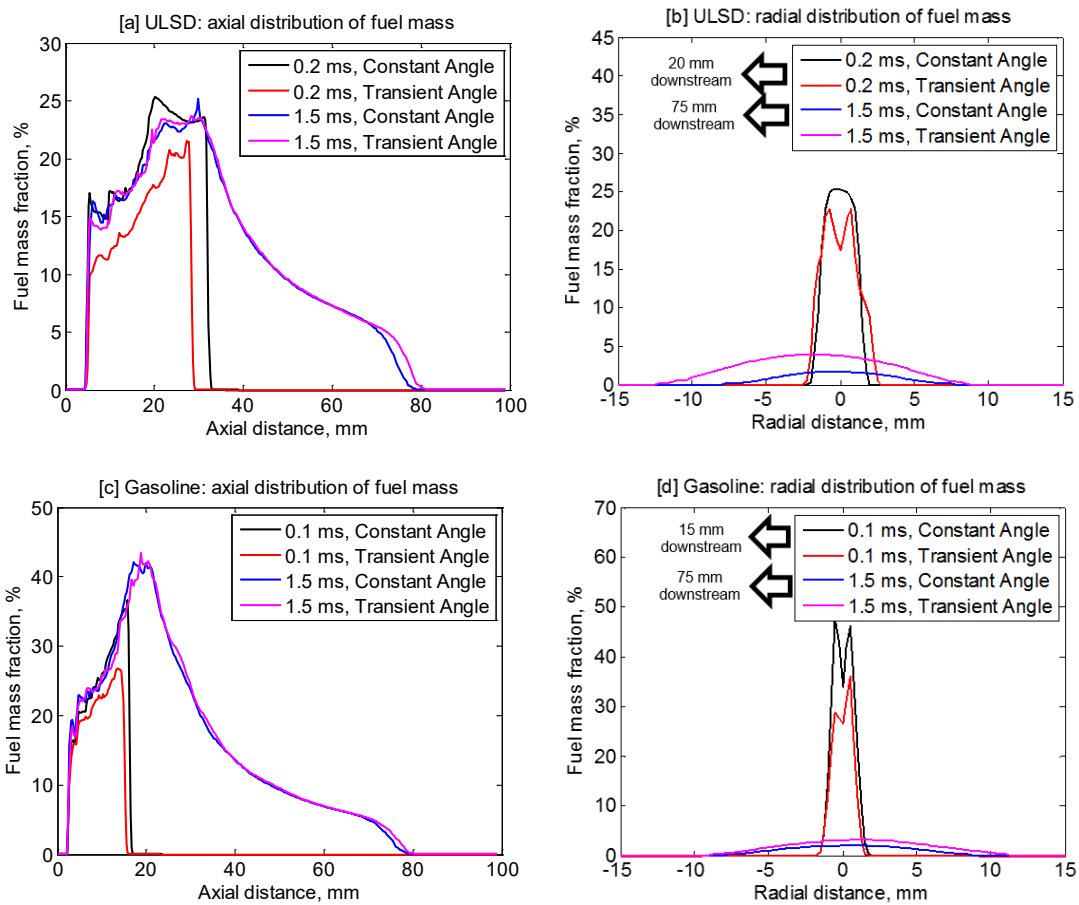 [a] ULSD: axial distribution of fuel mass
30
25
20
15
10
5
0
Fuel mass fraction, %
0.2 ms, Constant Angle
0.2 ms, Transient Angle
1.5 ms, Constant Angle
1.5 ms, Transient Angle
0 20 40 60 80 100
Axial distance, mm
[b] ULSD: radial distribution of fuel mass
45
40
35
30
25
20
15
10
5
0
Fuel mass fraction, %
20 mm
downstream
75 mm
downstream
0.2 ms, Constant Angle
0.2 ms, Transient Angle
1.5 ms, Constant Angle
1.5 ms, Transient Angle
-15 -10 -5 0 5 10 15
Radial distance, mm
[c] Gasoline: axial distribution of fuel mass
50
40
30
20
10
0
Fuel mass fraction, %
0.1 ms, Constant Angle
0.1 ms, Transient Angle
1.5 ms, Constant Angle
1.5 ms, Transient Angle
0 20 40 60 80 100
Axial distance, mm
[d] Gasoline: radial distribution of fuel mass
70
60
50
40
30
20
10
0
Fuel mass fraction, %
15 mm
downstream
75 mm
downstream
0.1 ms, Constant Angle
0.1 ms, Transient Angle
1.5 ms, Constant Angle
1.5 ms, Transient Angle
-15 -10 -5 0 5 10 15
Radial distance, mm